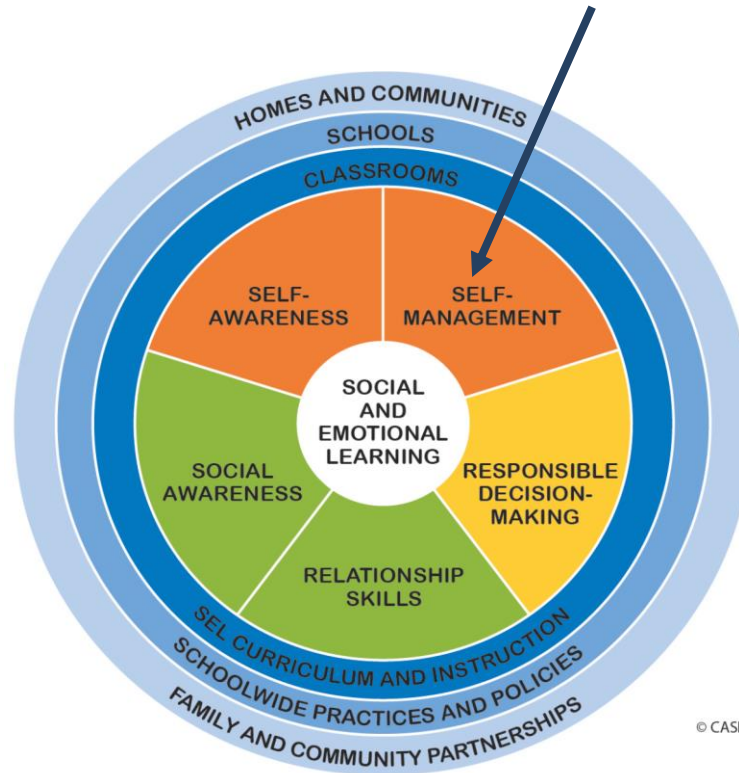 HOMES AND COMMUNITIES
SCHOOLS
CLASSROOMS
SELF-
AWARENESS
SELF-
MANAGEMENT
SOCIAL
AND
EMOTIONAL
LEARNING
SOCIAL
AWARENESS
RESPONSIBLE
DECISION-
MAKING
RELATIONSHIP
SKILLS
SEL CURRICULUM AND INSTRUCTION
SCHOOLWIDE PRACTICES AND POLICIES
FAMILY AND COMMUNITY PARTNERSHIPS
©